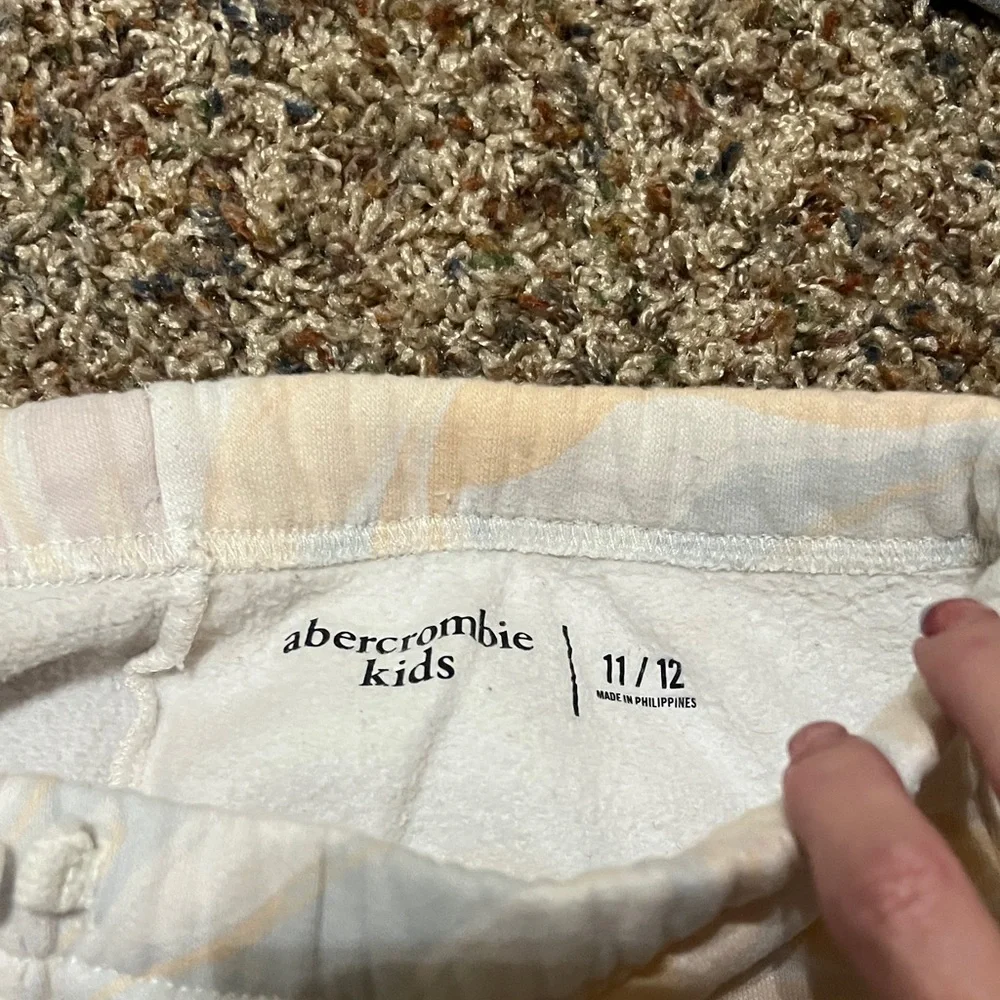 abercrombie
kids
11 / 12
MADE IN PHILIPPINES